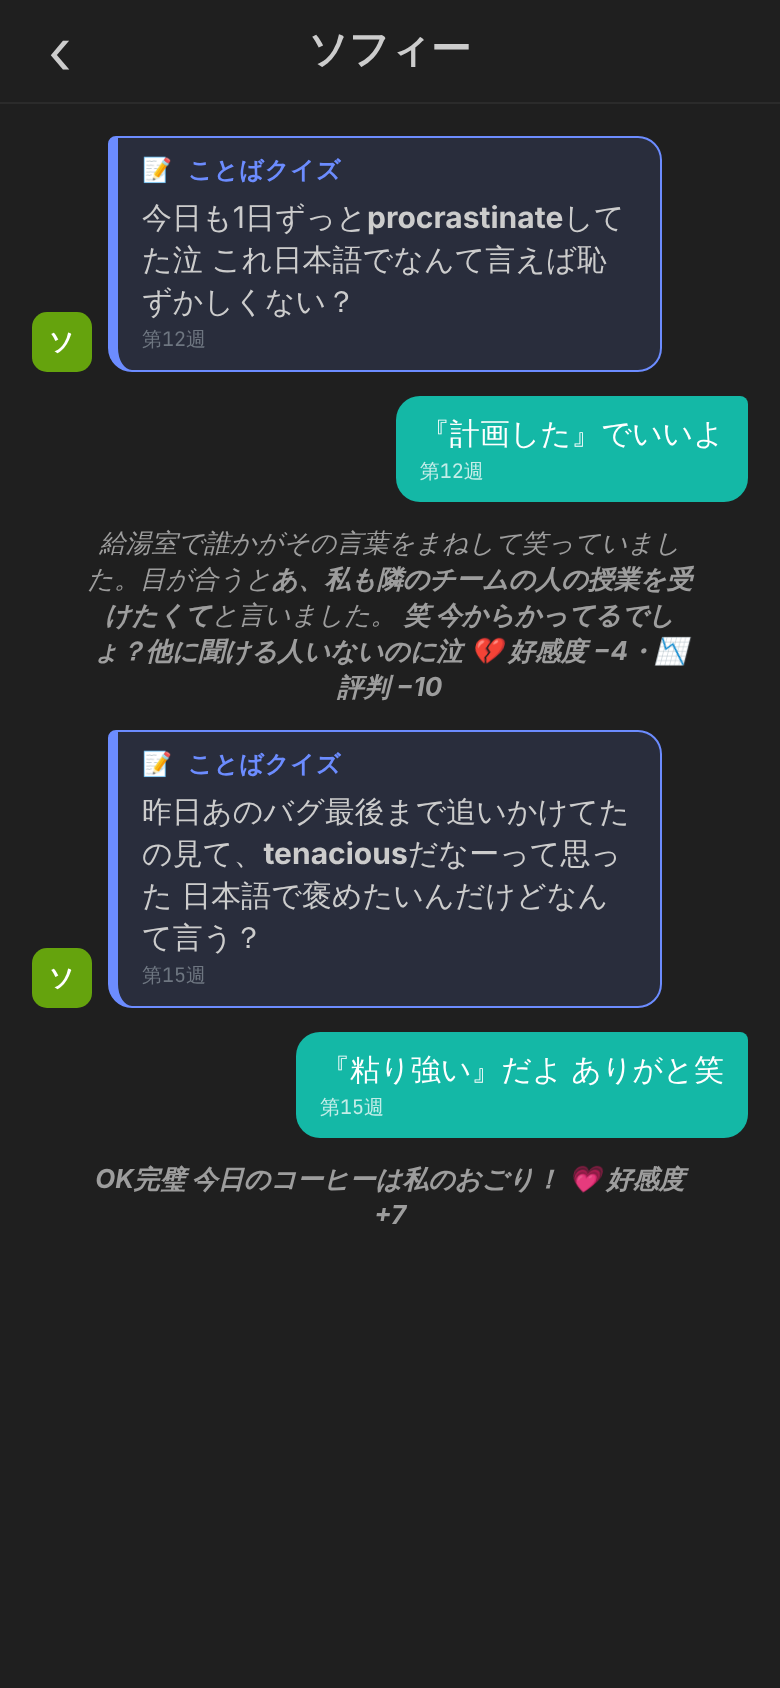 ソフィー
📝 ことばクイズ
今日も1日ずっとprocrastinateして
た泣 これ日本語でなんて言えば恥
ずかしくない？
第12週
ソ
『計画した』でいいよ
第12週
給湯室で誰かがその言葉をまねして笑っていまし
た。目が合うとあ、私も隣のチームの人の授業を受
けたくてと言いました。 笑 今からかってるでし
ょ？他に聞ける人いないのに泣 💔 好感度 −4・📉
評判 −10
📝 ことばクイズ
昨日あのバグ最後まで追いかけてた
の見て、tenaciousだなーって思っ
た 日本語で褒めたいんだけどなん
て言う？
第15週
ソ
『粘り強い』だよ ありがと笑
第15週
OK完璧 今日のコーヒーは私のおごり！ 💗 好感度
+7